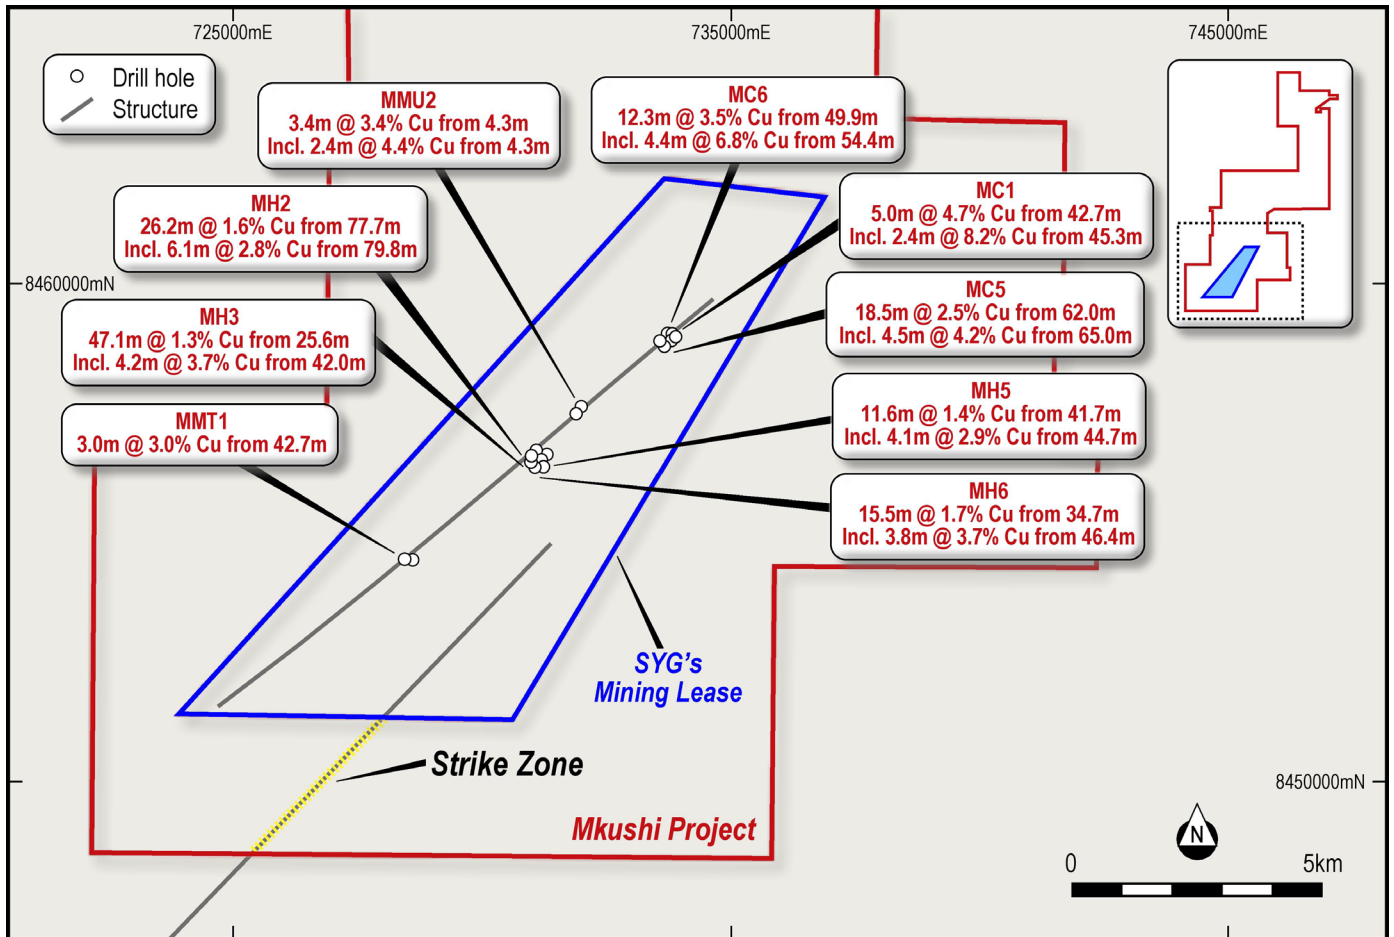 725000mE
735000mE
745000mE
Drill hole
Structure
MMU2
3.4m @ 3.4% Cu from 4.3m
Incl. 2.4m @ 4.4% Cu from 4.3m
MC6
12.3m @ 3.5% Cu from 49.9m
Incl. 4.4m @ 6.8% Cu from 54.4m
MH2
26.2m @ 1.6% Cu from 77.7m
Incl. 6.1m @ 2.8% Cu from 79.8m
MC1
5.0m @ 4.7% Cu from 42.7m
Incl. 2.4m @ 8.2% Cu from 45.3m
8460000mN
MH3
47.1m @ 1.3% Cu from 25.6m
Incl. 4.2m @ 3.7% Cu from 42.0m
MC5
18.5m @ 2.5% Cu from 62.0m
Incl. 4.5m @ 4.2% Cu from 65.0m
MMT1
3.0m @ 3.0% Cu from 42.7m
MH5
11.6m @ 1.4% Cu from 41.7m
Incl. 4.1m @ 2.9% Cu from 44.7m
MH6
15.5m @ 1.7% Cu from 34.7m
Incl. 3.8m @ 3.7% Cu from 46.4m
SYG's
Mining Lease
Strike Zone
8450000mN
Mkushi Project
N
0
5km